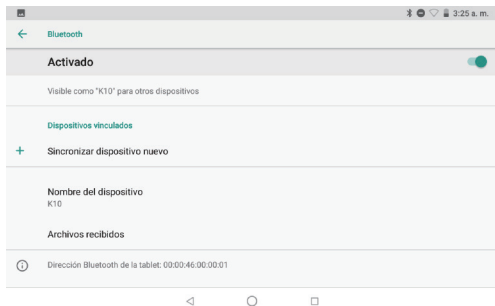 3:25 a. m.
Bluetooth
Activado
Visible como "K10" para otros dispositivos
Dispositivos vinculados
Sincronizar dispositivo nuevo
Nombre del dispositivo
K10
Archivos recibidos
Dirección Bluetooth de la tablet: 00:00:46:00:00:01